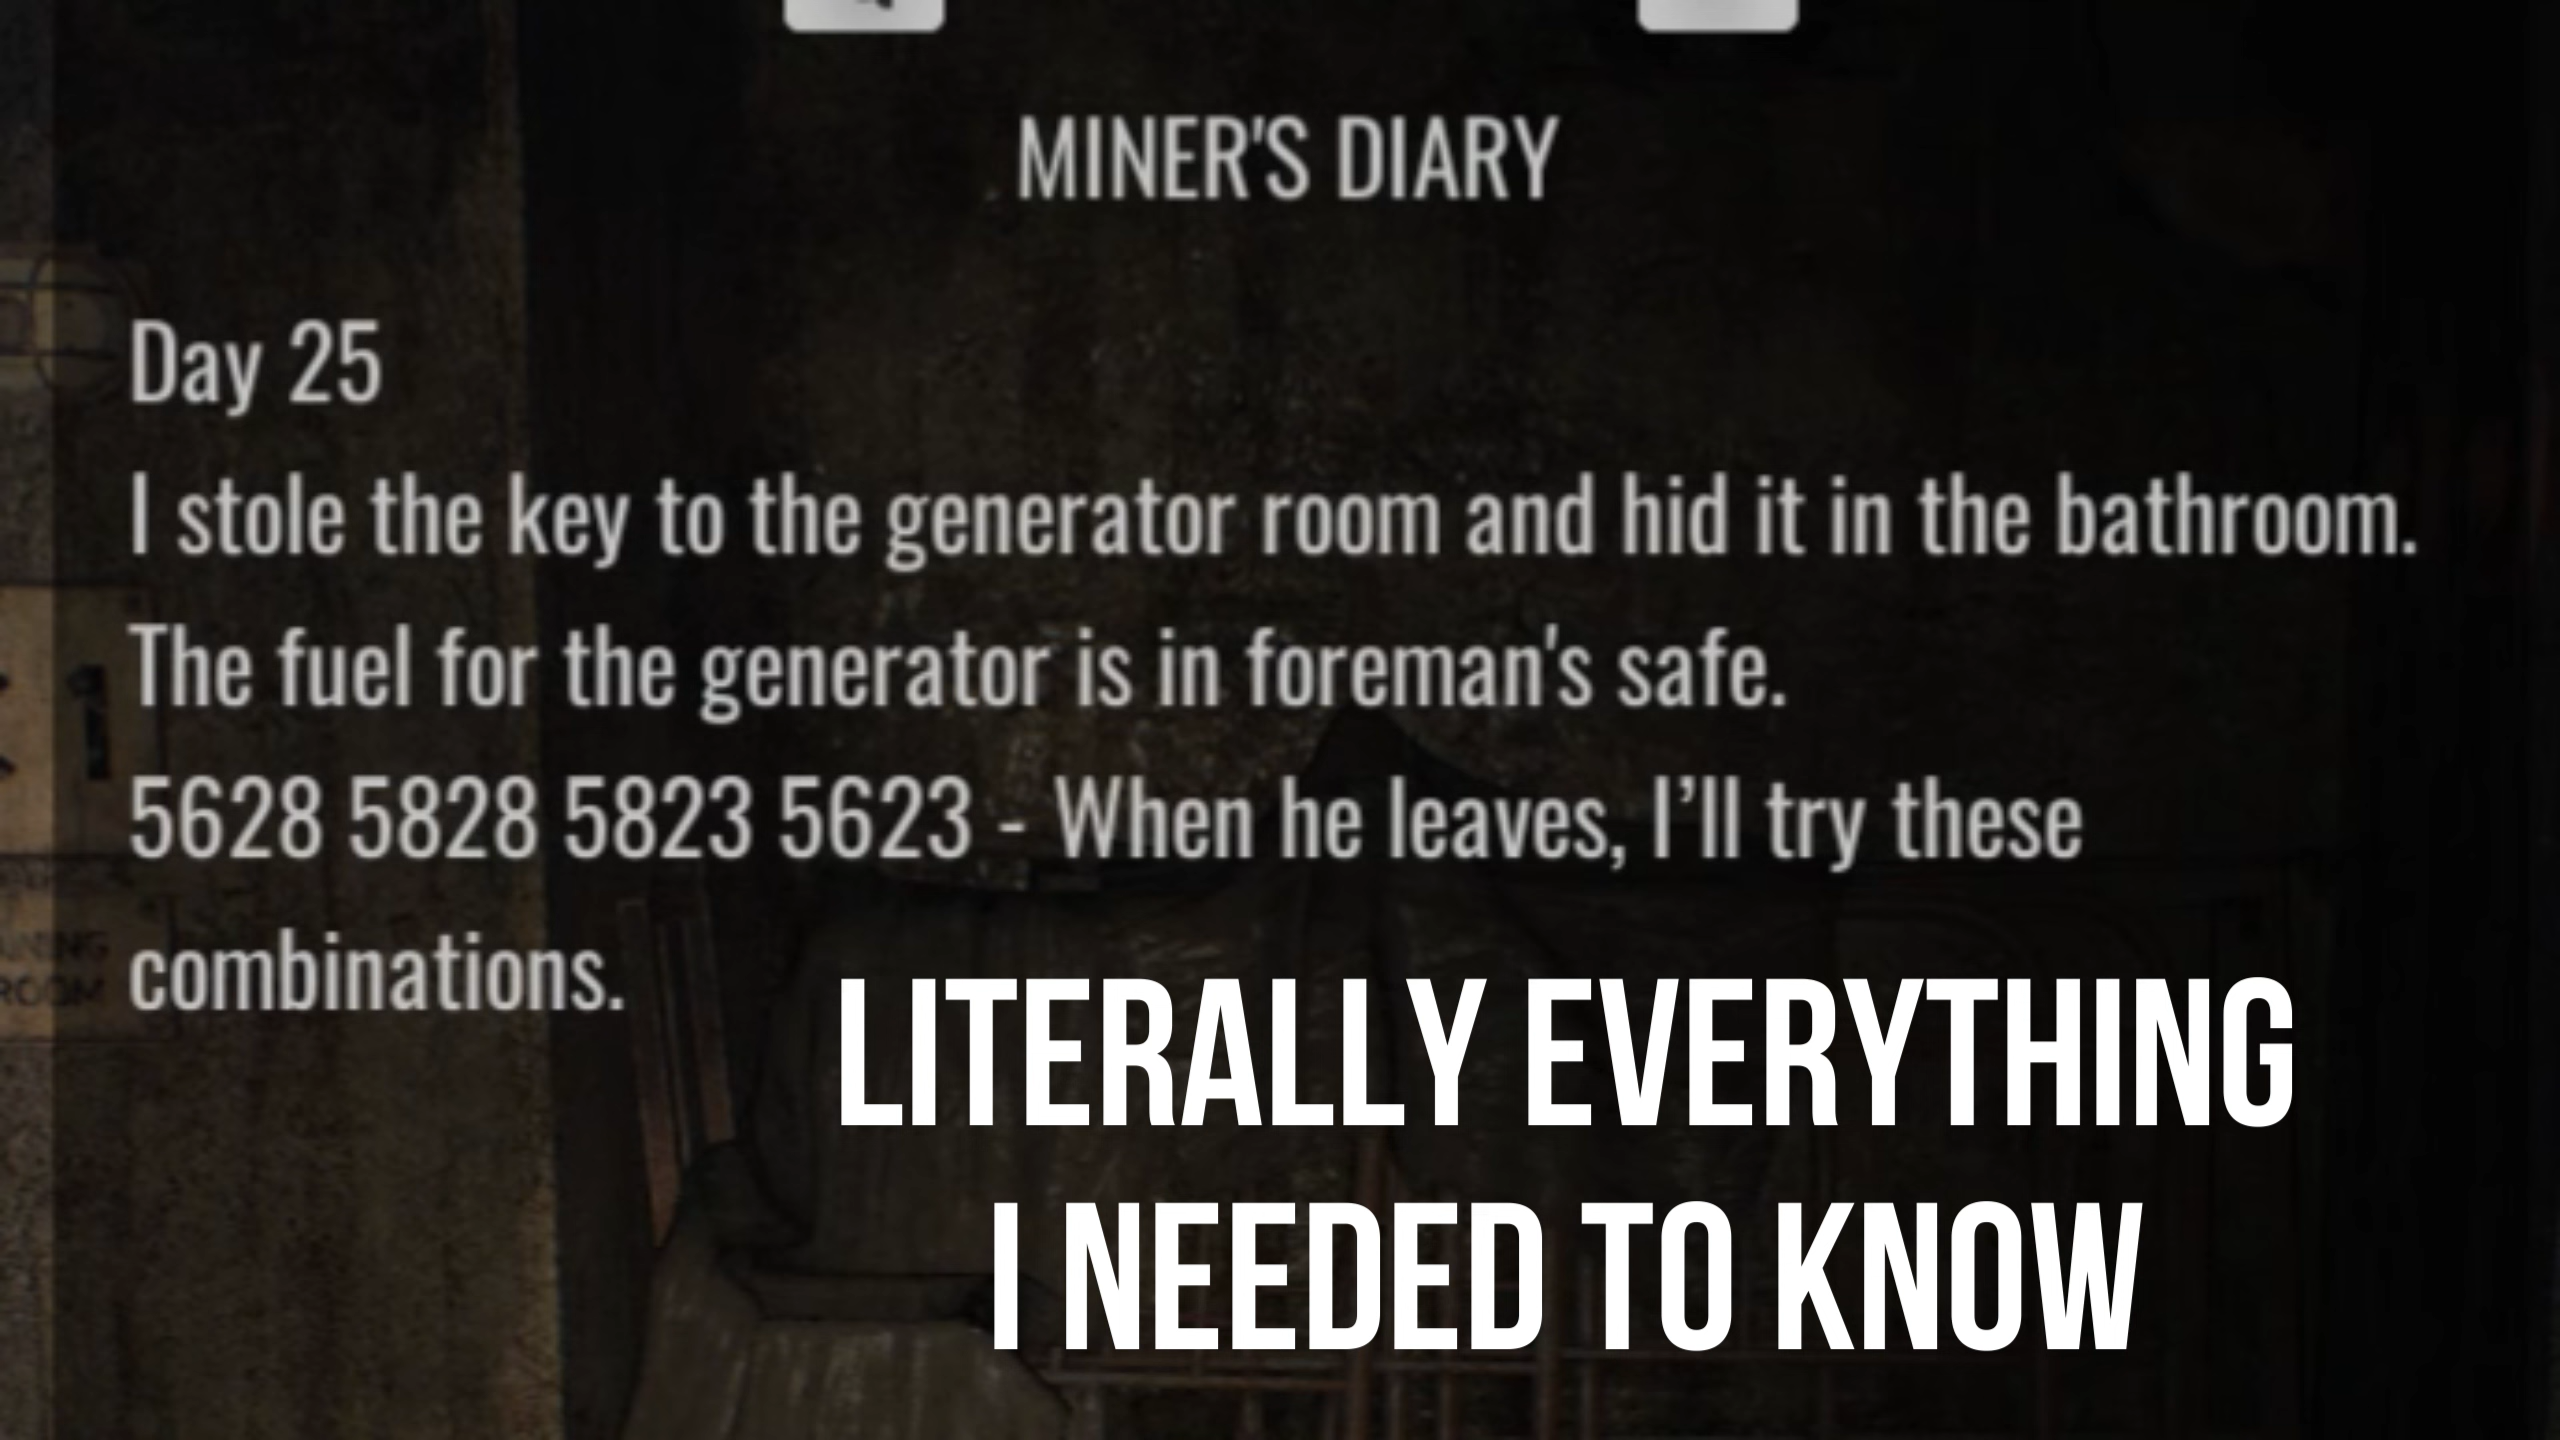 MINER'S DIARY
Day 25
I stole the key to the generator room and hid it in the bathroom.
The fuel for the generator is in foreman's safe.
5628 5828 5823 5623 - When he leaves, I’ll try these
combinations.
ROOM
LITERALLY EVERYTHING
I NEEDED TO KNOW